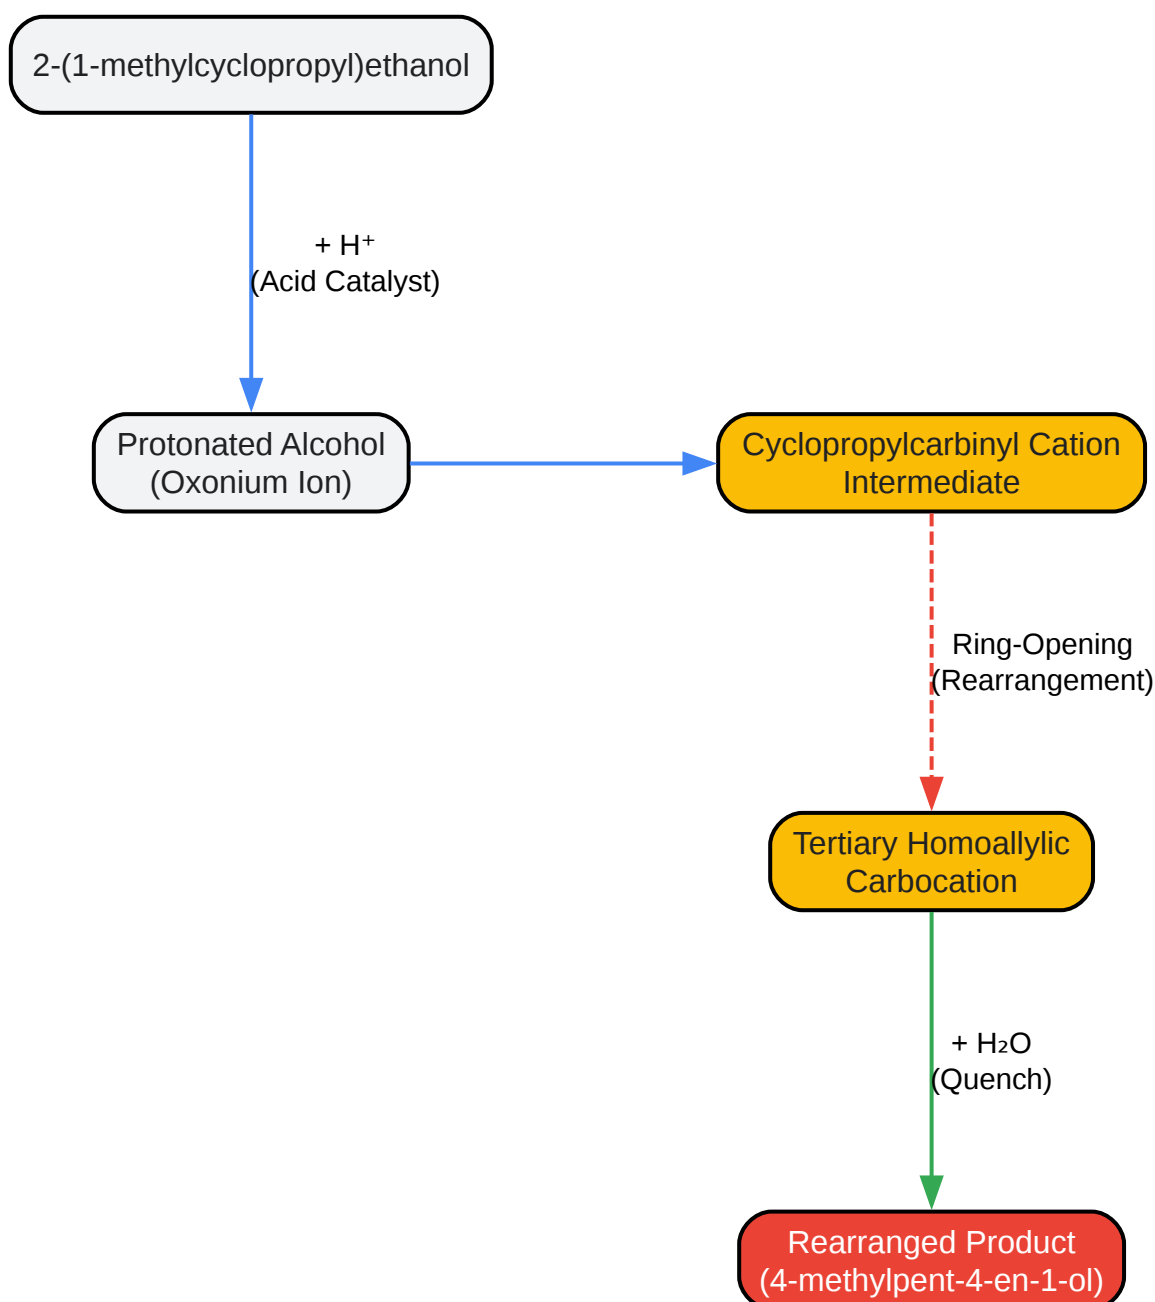 2-(1-methylcyclopropyl)ethanol
+ H⁺
(Acid Catalyst)
Protonated Alcohol
(Oxonium Ion)
Cyclopropylcarbinyl Cation
Intermediate
Ring-Opening
(Rearrangement)
Tertiary Homoallylic
Carbocation
+ H₂O
(Quench)
Rearranged Product
(4-methylpent-4-en-1-ol)